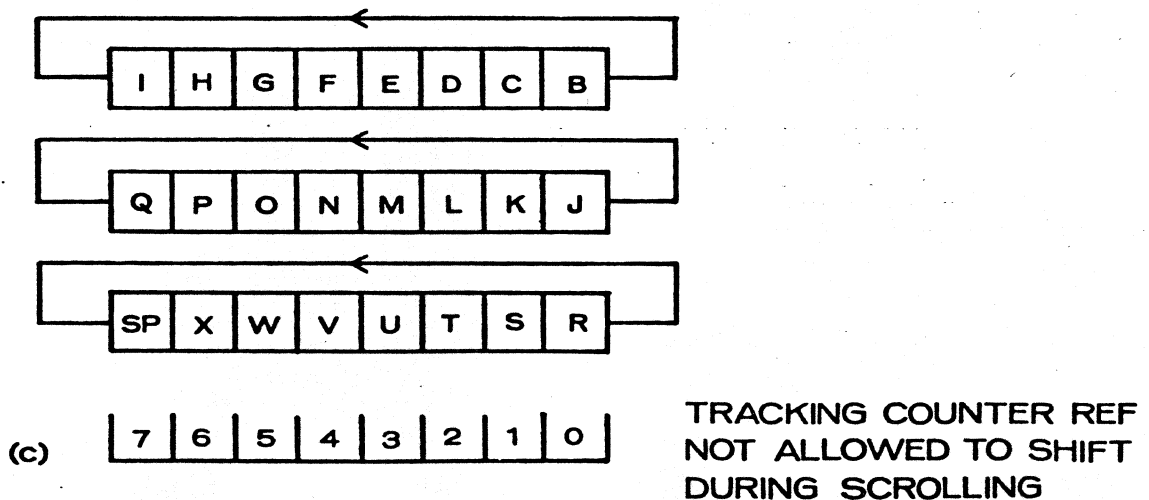 I H G F E D C B
Q P O N M L K J
SP X W V U T S R
(c) 7 6 5 4 3 2 1 0
TRACKING COUNTER REF
NOT ALLOWED TO SHIFT
DURING SCROLLING